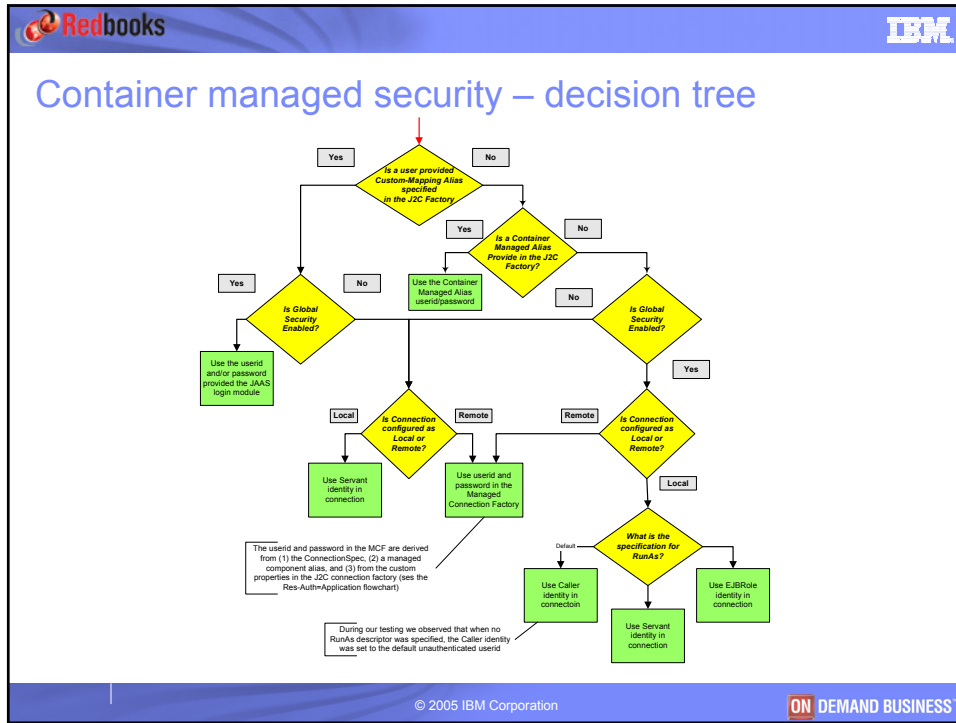 Redbooks
IBM
Container managed security – decision tree
Yes
No
Is a user provided
Custom-Mapping Alias
specified
in the J2C Factory
Yes
No
Is a Container
Managed Alias
Provide in the J2C
Factory?
Yes
No
Use the Container
Managed Alias
userid/password
No
Is Global
Security
Enabled?
Is Global
Security
Enabled?
Use the userid
and/or password
provided the JAAS
login module
Yes
Local
Remote
Remote
Is Connection
configured as
Local or
Remote?
Is Connection
configured as
Local or
Remote?
Use Servant
identity in
connection
Use userid and
password in the
Managed
Connection Factory
Local
The userid and password in the MCF are derived
from (1) the ConnectionSpec, (2) a managed
component alias, and (3) from the custom
properties in the J2C connection factory (ses the
Res-Auth=Application flowchart)
Default
What is the
specification for
RunAs?
Use Caller
identity in
connectoin
Use EJBRole
identity in
connection
Use Servant
identity in
connection
During our testing we observed that when no
RunAs descriptor was specified, the Caller identity
was set to the default unauthenticated userid
© 2005 IBM Corporation
ON DEMAND BUSINESS™